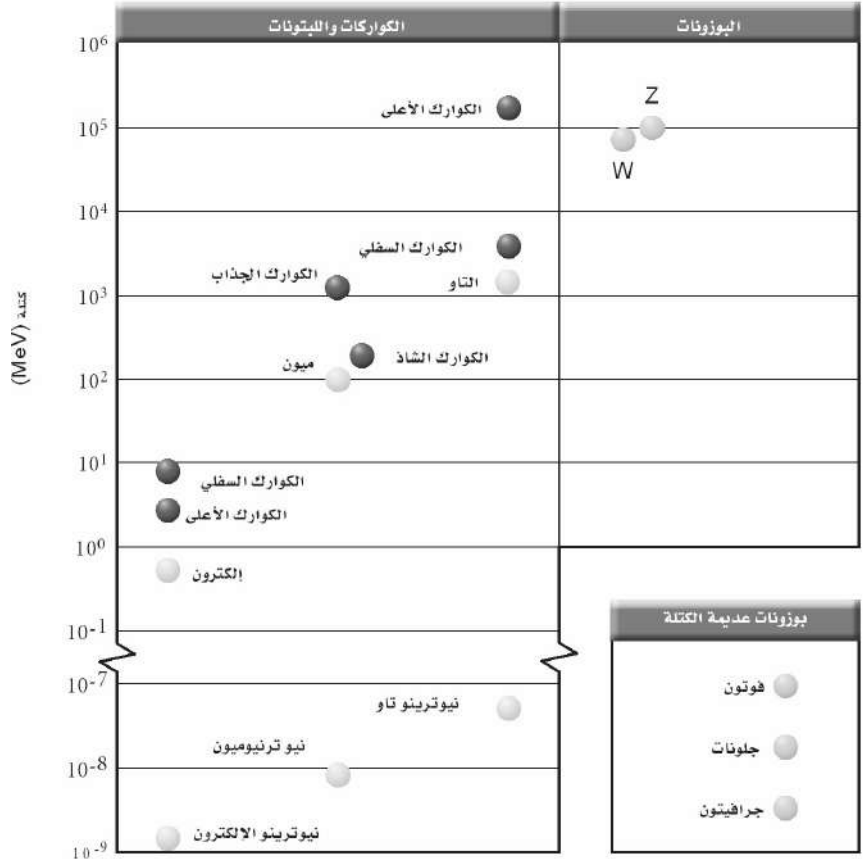 الكواركات واللبتونات
البوزونات
10⁶
الكوارك الأعلى
Z
10⁵
W
10⁴
الكوارك السفلي
الكوارك الجذاب
التاو
10³
كتلة (MeV)
الكوارك الشاذ
ميون
10²
10¹
الكوارك السفلي
الكوارك الأعلى
10⁰
إلكترون
بوزونات عديمة الكتلة
10⁻¹
10⁻⁷
فوتون
نيوترينو تاو
نيو ترنيوميون
جلونات
10⁻⁸
جرافيتون
نيوترينو الالكترون
10⁻⁹